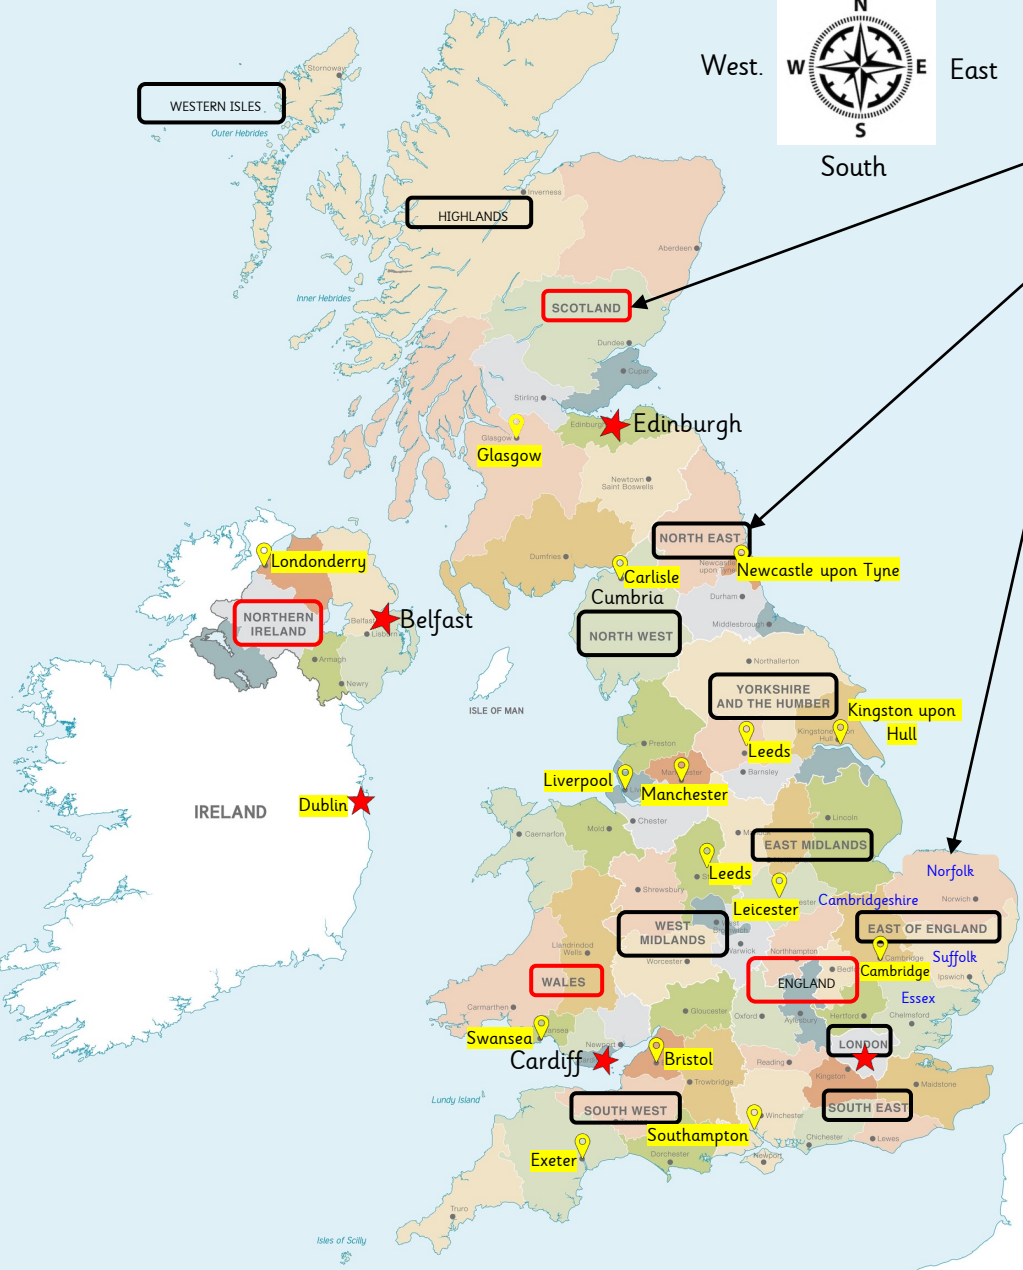 N
West.
W
E
East
S
South
Stornoway
WESTERN ISLES
Outer Hebrides
Inverness
HIGHLANDS
Aberdeen
Inner Hebrides
SCOTLAND
Dundee
Cupar
Stirling
Edinburgh
Edinburgh
Glasgow
Glasgow
Newtown
Saint Boswells
NORTH EAST
Dumfries
Newcastle
upon Tyne
Newcastle upon Tyne
Londonderry
Carlisle
Cumbria
Durham
NORTHERN
IRELAND
Belfast
Belfast
Lisburn
Middlesbrough
NORTH WEST
Armagh
Newry
Northallerton
YORKSHIRE
AND THE HUMBER
ISLE OF MAN
Kingston upon
Hull
Preston
Leeds
Barnsley
Liverpool
Manchester
IRELAND
Dublin
Lincoln
Chester
Mold
Caernarfon
EAST MIDLANDS
Leeds
Norfolk
Shrewsbury
Leicester
Cambridgeshire
Norwich
WEST
MIDLANDS
EAST OF ENGLAND
Llandrindod
Wells
Warwick
Northhampton
Cambridge
Suffolk
Worcester
Cambridge
Ipswich
WALES
ENGLAND
Essex
Carmarthen
Gloucester
Oxford
Aylesbury
Hertford
Chelmsford
Swansea
Newport
LONDON
Cardiff
Bristol
Reading
Kingston
Trowbridge
Maidstone
Lundy Island
SOUTH WEST
Winchester
SOUTH EAST
Southampton
Chichester
Lewes
Exeter
Dorchester
Newport
Truro
Isles of Scilly